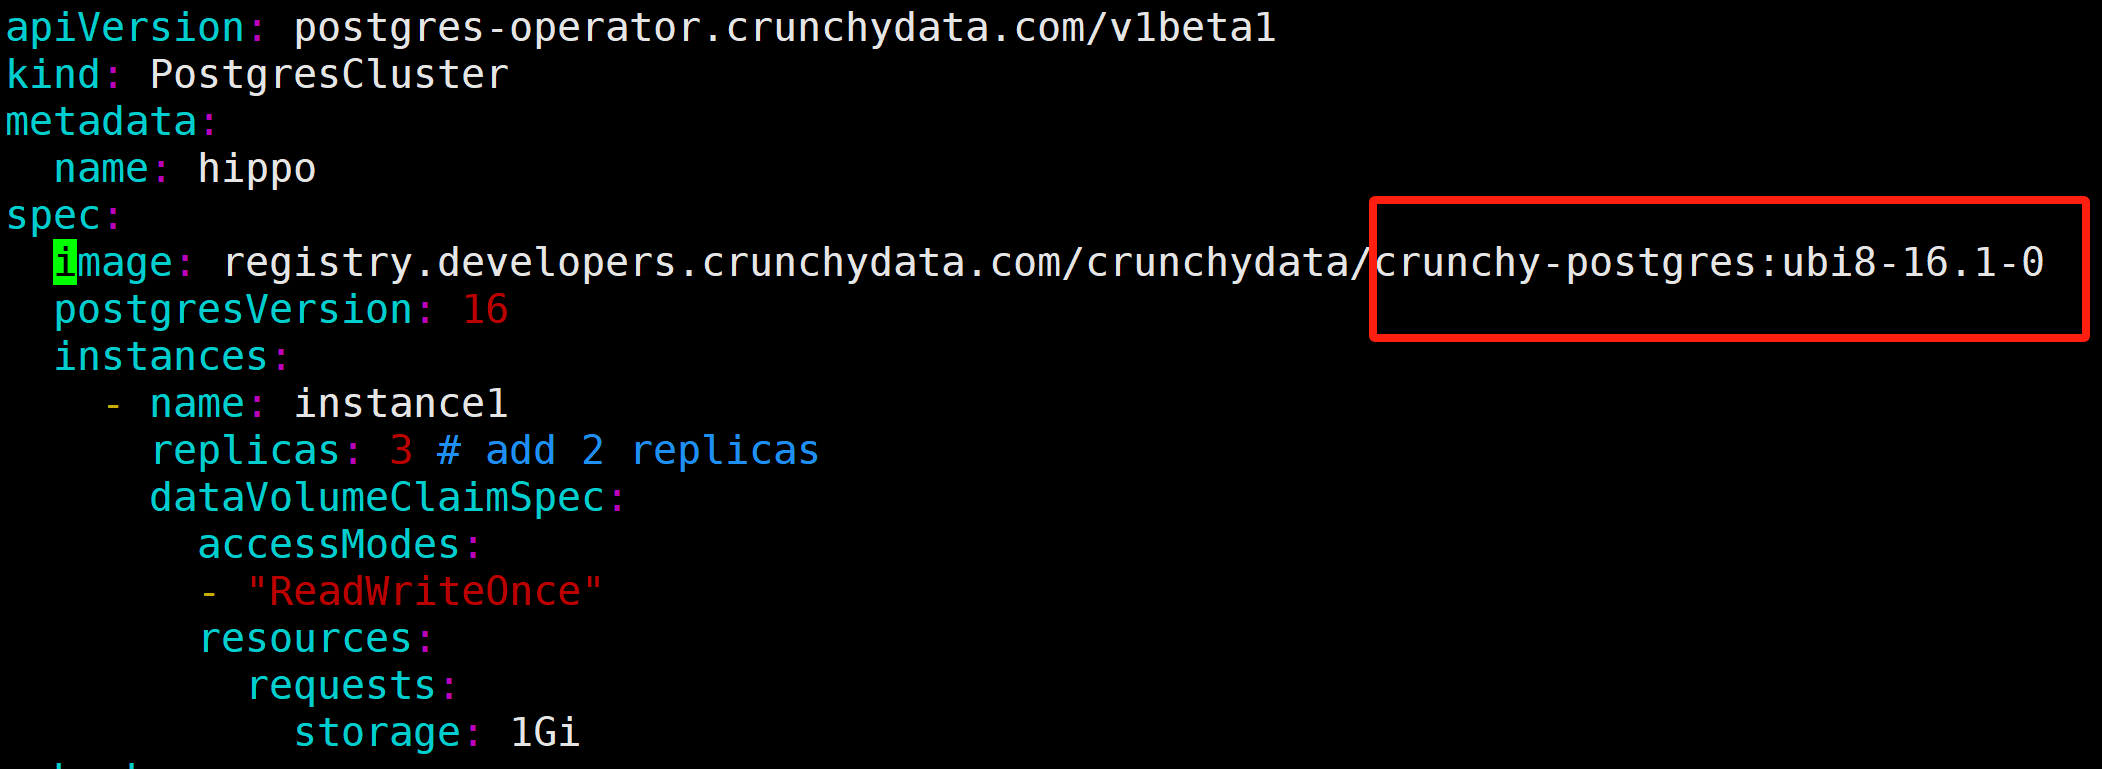 apiVersion: postgres-operator.crunchydata.com/v1beta1
kind: PostgresCluster
metadata:
  name: hippo
spec:
  image: registry.developers.crunchydata.com/crunchydata/crunchy-postgres:ubi8-16.1-0
  postgresVersion: 16
  instances:
    - name: instance1
      replicas: 3 # add 2 replicas
      dataVolumeClaimSpec:
        accessModes:
        - "ReadWriteOnce"
        resources:
          requests:
            storage: 1Gi